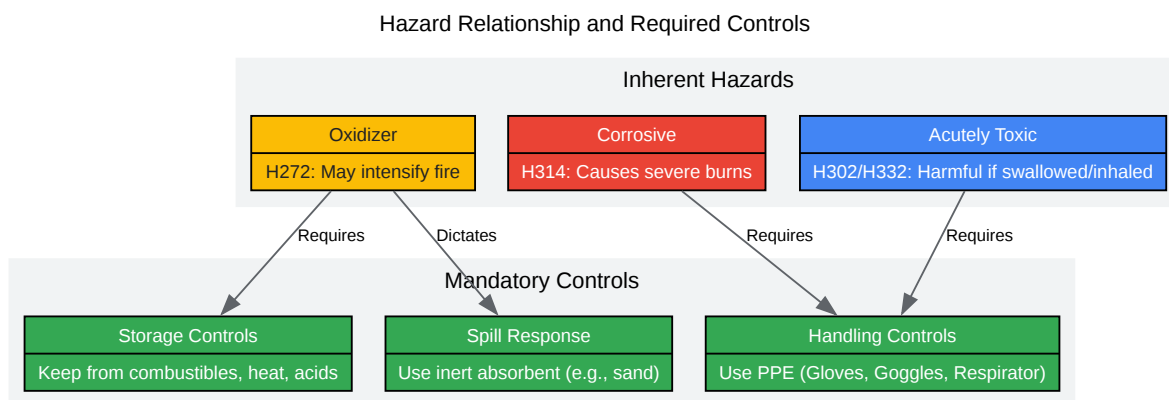 Hazard Relationship and Required Controls
Inherent Hazards
Oxidizer
H272: May intensify fire
Corrosive
H314: Causes severe burns
Acutely Toxic
H302/H332: Harmful if swallowed/inhaled
Requires
Dictates
Requires
Requires
Mandatory Controls
Storage Controls
Keep from combustibles, heat, acids
Spill Response
Use inert absorbent (e.g., sand)
Handling Controls
Use PPE (Gloves, Goggles, Respirator)